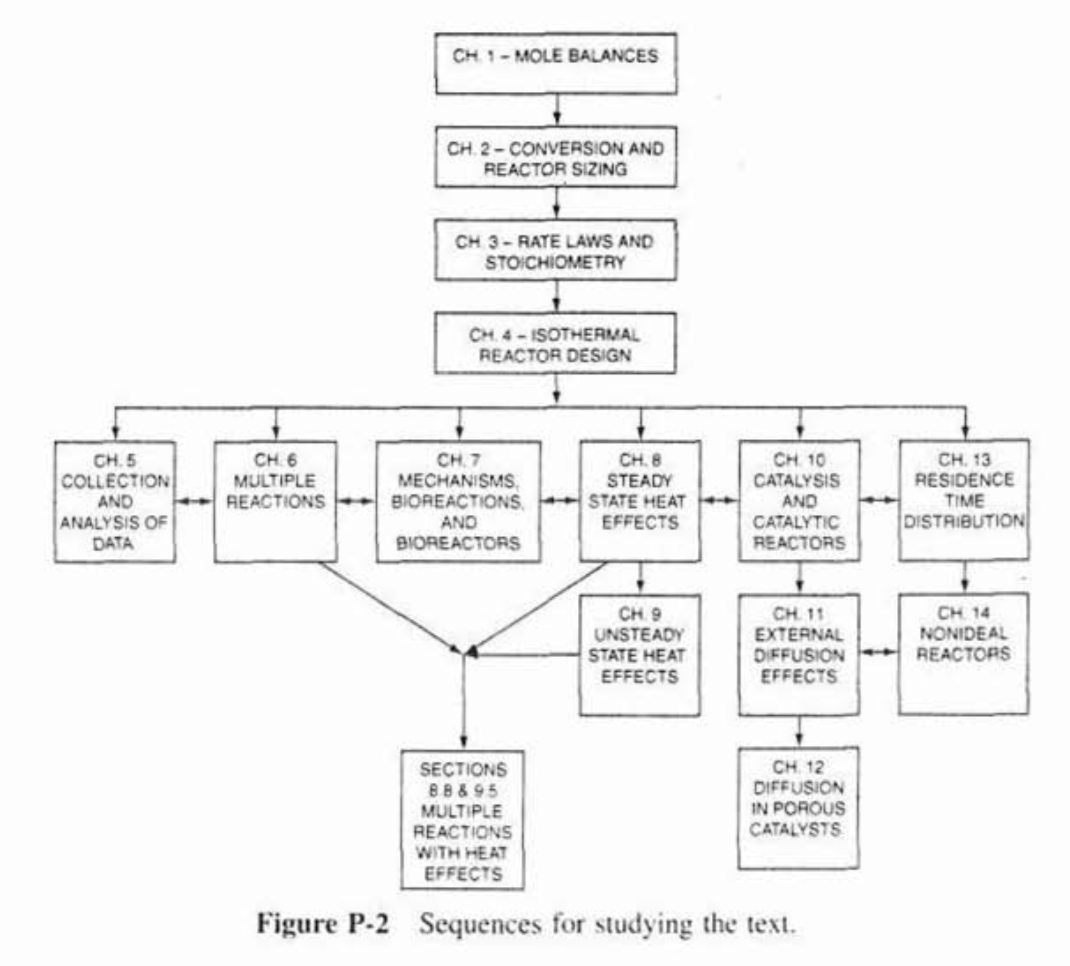 CH. 1 – MOLE BALANCES
CH. 2 – CONVERSION AND
REACTOR SIZING
CH. 3 – RATE LAWS AND
STOICHIOMETRY
CH. 4 – ISOTHERMAL
REACTOR DESIGN
CH. 5
COLLECTION
AND
ANALYSIS OF
DATA
CH. 6
MULTIPLE
REACTIONS
CH. 7
MECHANISMS,
BIOREACTIONS,
AND
BIOREACTORS
CH. 8
STEADY
STATE HEAT
EFFECTS
CH. 10
CATALYSIS
AND
CATALYTIC
REACTORS
CH. 13
RESIDENCE
TIME
DISTRIBUTION
CH. 9
UNSTEADY
STATE HEAT
EFFECTS
CH. 11
EXTERNAL
DIFFUSION
EFFECTS
CH. 14
NONIDEAL
REACTORS
SECTIONS
8.8 & 9.5
MULTIPLE
REACTIONS
WITH HEAT
EFFECTS
CH. 12
DIFFUSION
IN POROUS
CATALYSTS
Figure P-2 Sequences for studying the text.